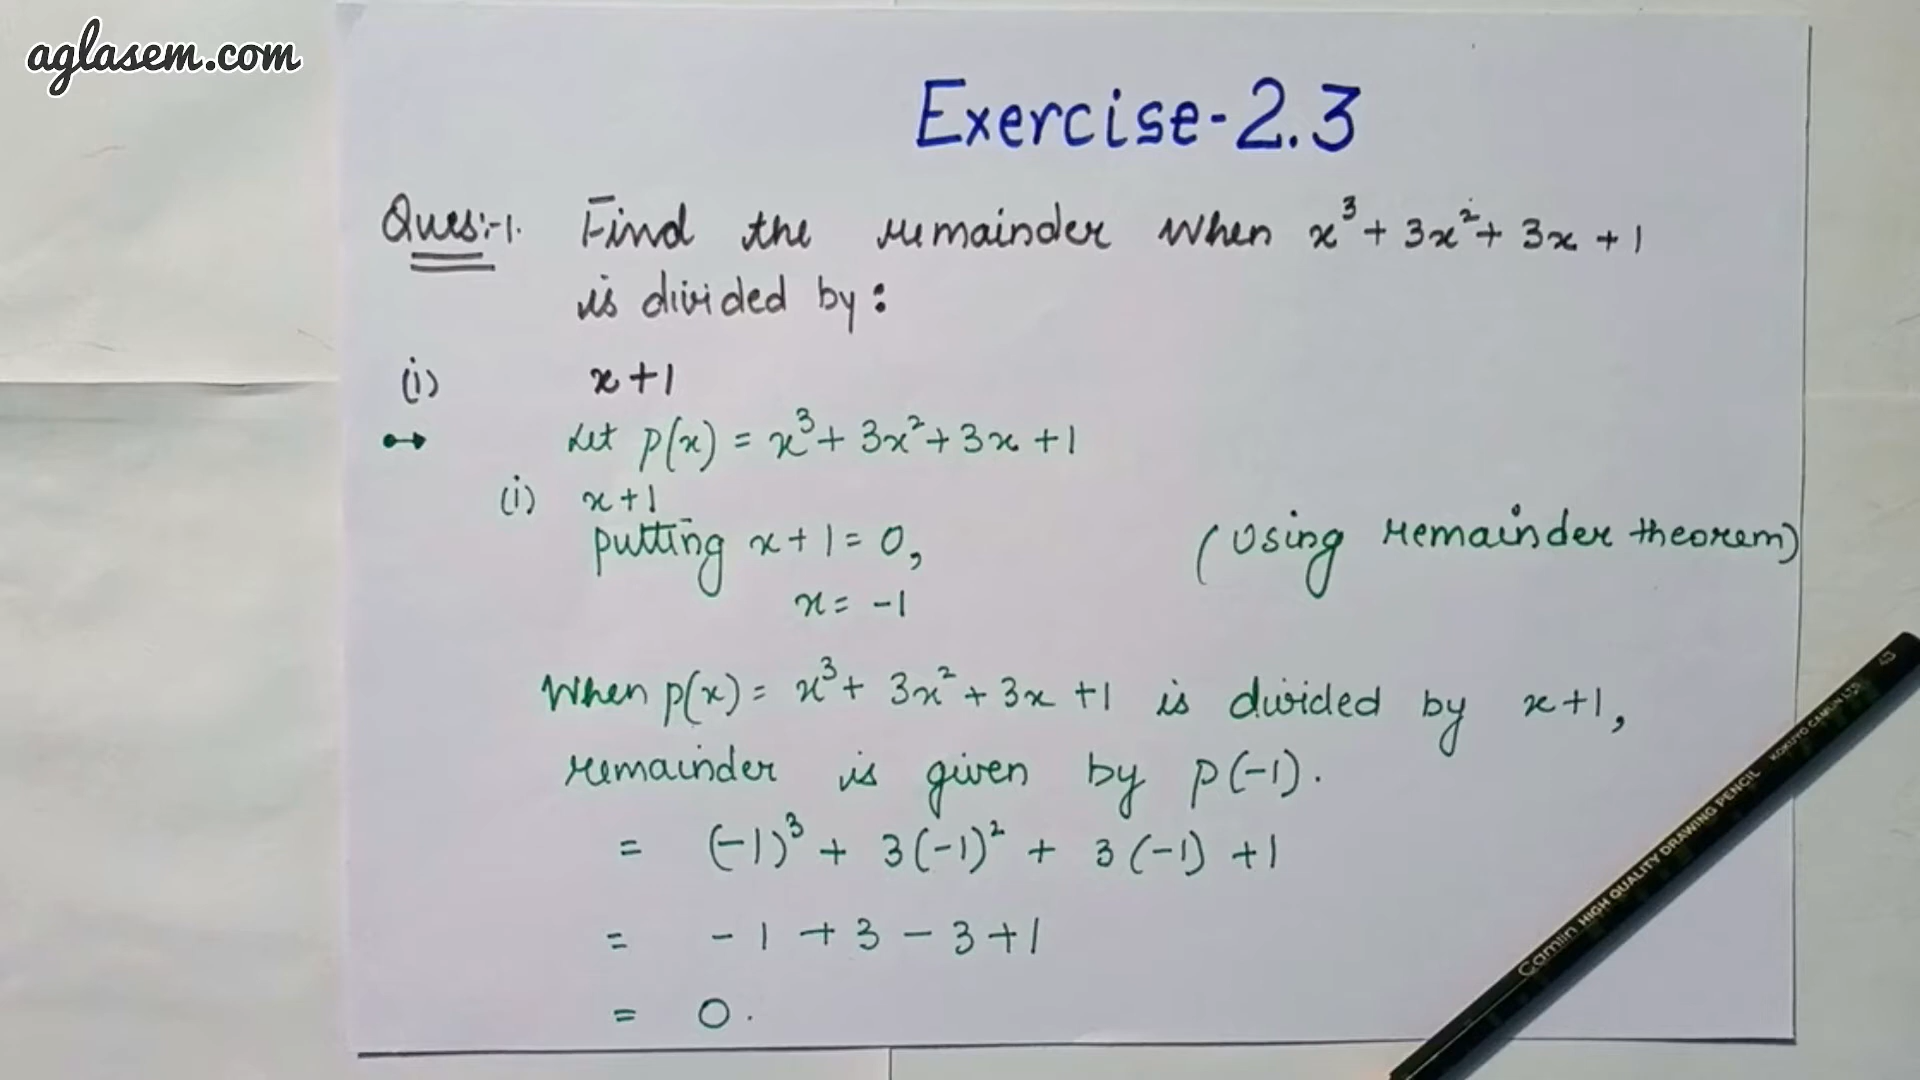 aglasem.com
Exercise-2.3
Ques:-1. Find the remainder when x³ + 3x² + 3x + 1
is divided by:
(i) x+1
Let p(x) = x³ + 3x² + 3x + 1
(i) x+1
putting x + 1 = 0, (Using remainder theorem)
x = -1
When p(x) = x³ + 3x² + 3x + 1 is divided by x+1,
remainder is given by p(-1).
= (-1)³ + 3(-1)² + 3(-1) + 1
= - 1 + 3 - 3 + 1
= 0.
Camlin HIGH QUALITY DRAWING PENCIL KOKUYO CAMLIN LTD.